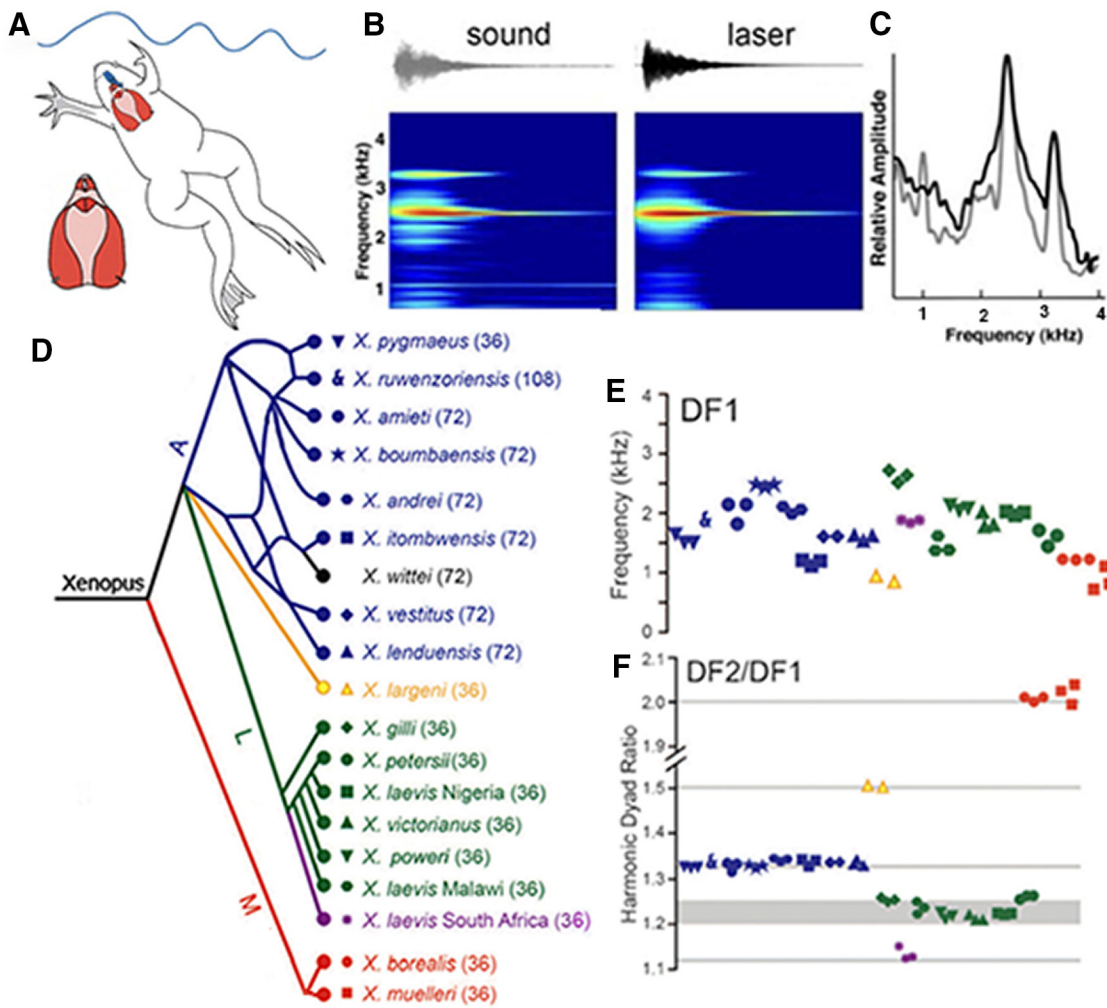 A
B
sound
laser
Frequency (kHz)
4
3
2
1
C
Relative Amplitude
1
2
3
4
Frequency (kHz)
D
Xenopus
A
L
M
X. pygmaeus (36)
& X. ruwenzoriensis (108)
X. amieti (72)
X. boumbaensis (72)
X. andrei (72)
X. itombwensis (72)
X. wittei (72)
X. vestitus (72)
X. lenduensis (72)
X. largeni (36)
X. gilli (36)
X. petersii (36)
X. laevis Nigeria (36)
X. victorianus (36)
X. poweri (36)
X. laevis Malawi (36)
X. laevis South Africa (36)
X. borealis (36)
X. muelleri (36)
E
DF1
Frequency (kHz)
4
3
2
1
0
&
F
DF2/DF1
Harmonic Dyad Ratio
2.1
2.0
1.9
1.5
1.4
1.3
1.2
1.1
&